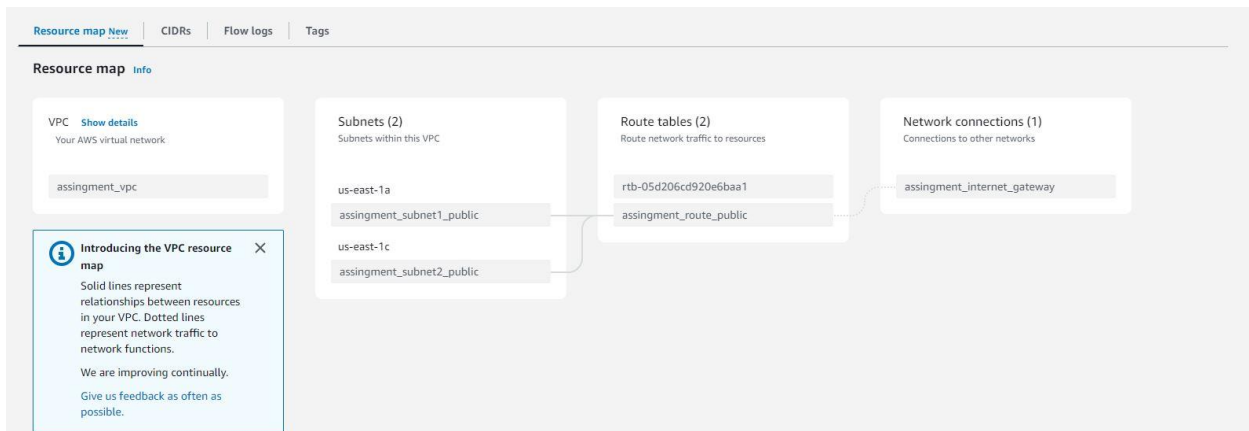 Resource map New
CIDRs
Flow logs
Tags
Resource map Info
VPC Show details
Your AWS virtual network
assingment_vpc
Introducing the VPC resource
map
Solid lines represent
relationships between resources
in your VPC. Dotted lines
represent network traffic to
network functions.
We are improving continually.
Give us feedback as often as
possible.
Subnets (2)
Subnets within this VPC
us-east-1a
assingment_subnet1_public
us-east-1c
assingment_subnet2_public
Route tables (2)
Route network traffic to resources
rtb-05d206cd920e6baa1
assingment_route_public
Network connections (1)
Connections to other networks
assingment_internet_gateway